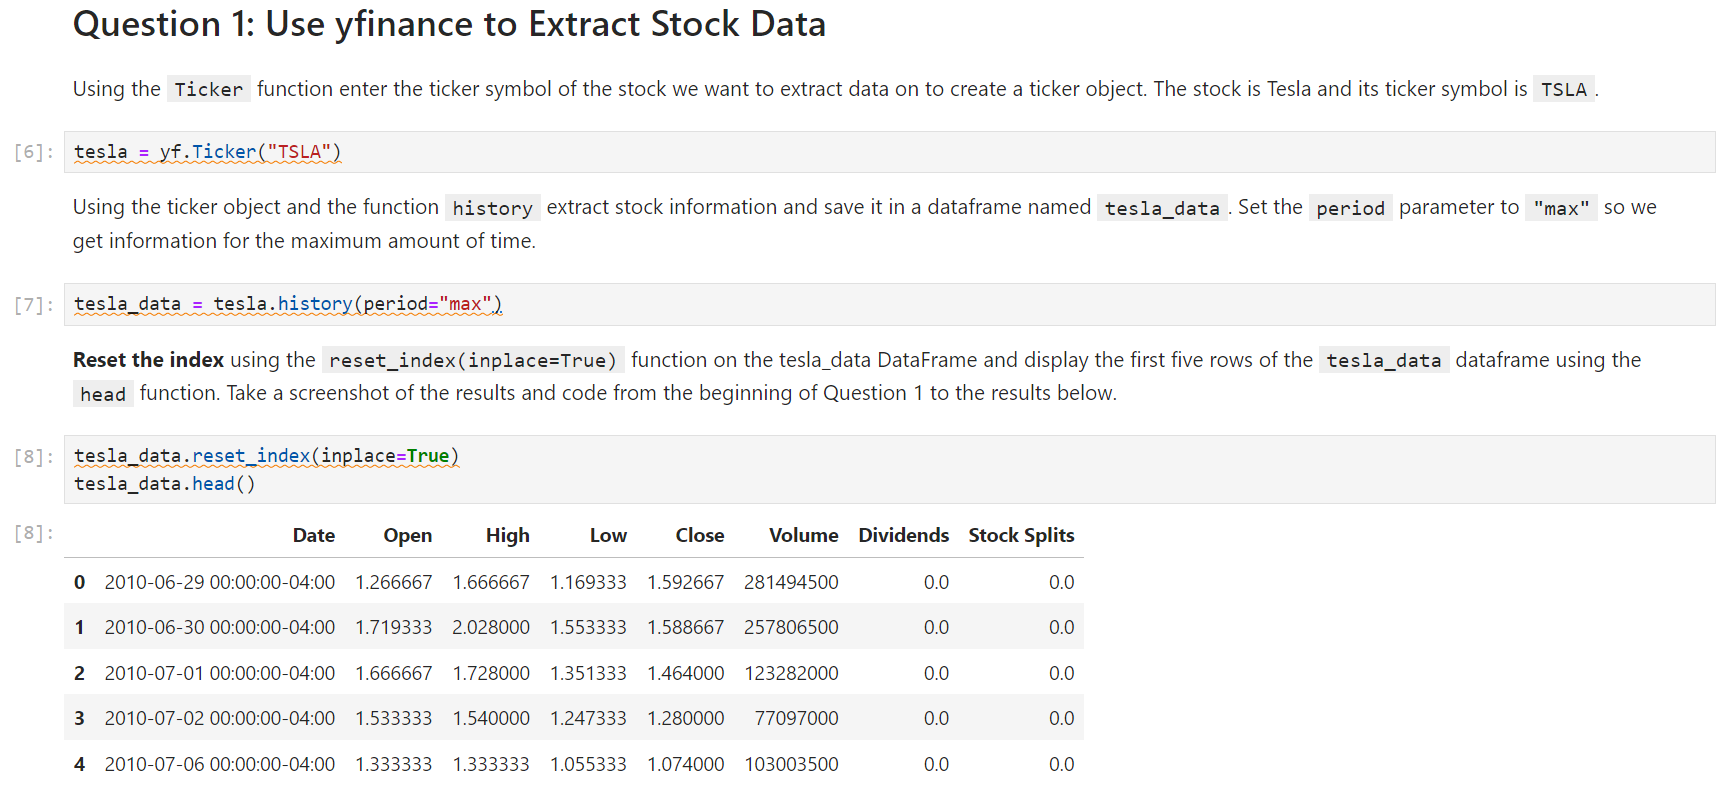 Question 1: Use yfinance to Extract Stock Data
Using the Ticker function enter the ticker symbol of the stock we want to extract data on to create a ticker object. The stock is Tesla and its ticker symbol is TSLA .
[6]: tesla = yf.Ticker("TSLA")
Using the ticker object and the function history extract stock information and save it in a dataframe named tesla_data . Set the period parameter to "max" so we
get information for the maximum amount of time.
[7]: tesla_data = tesla.history(period="max")
Reset the index using the reset_index(inplace=True) function on the tesla_data DataFrame and display the first five rows of the tesla_data dataframe using the
head function. Take a screenshot of the results and code from the beginning of Question 1 to the results below.
[8]: tesla_data.reset_index(inplace=True)
tesla_data.head()
[8]: Date Open High Low Close Volume Dividends Stock Splits
0 2010-06-29 00:00:00-04:00 1.266667 1.666667 1.169333 1.592667 281494500 0.0 0.0
1 2010-06-30 00:00:00-04:00 1.719333 2.028000 1.553333 1.588667 257806500 0.0 0.0
2 2010-07-01 00:00:00-04:00 1.666667 1.728000 1.351333 1.464000 123282000 0.0 0.0
3 2010-07-02 00:00:00-04:00 1.533333 1.540000 1.247333 1.280000 77097000 0.0 0.0
4 2010-07-06 00:00:00-04:00 1.333333 1.333333 1.055333 1.074000 103003500 0.0 0.0